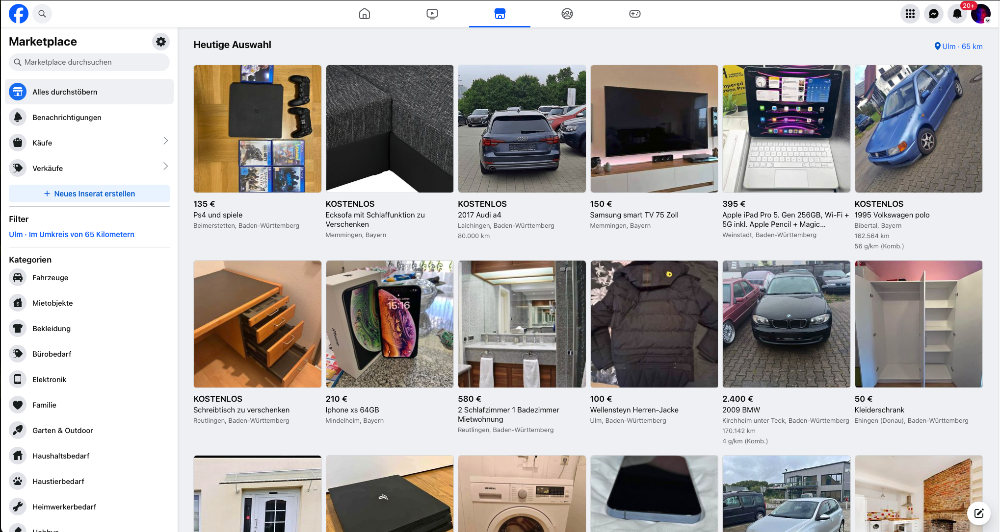 20+
Marketplace
Marketplace durchsuchen
Alles durchstöbern
Benachrichtigungen
Käufe
Verkäufe
+ Neues Inserat erstellen
Filter
Ulm · Im Umkreis von 65 Kilometern
Kategorien
Fahrzeuge
Mietobjekte
Bekleidung
Bürobedarf
Elektronik
Familie
Garten & Outdoor
Haushaltsbedarf
Haustierbedarf
Heimwerkerbedarf
Hobbys
Heutige Auswahl
Ulm · 65 km
135 €
Ps4 und spiele
Beimerstetten, Baden-Württemberg
KOSTENLOS
Ecksofa mit Schlaffunktion zu
Verschenken
Memmingen, Bayern
KOSTENLOS
2017 Audi a4
Laichingen, Baden-Württemberg
80.000 km
150 €
Samsung smart TV 75 Zoll
Memmingen, Bayern
395 €
Apple iPad Pro 5. Gen 256GB, Wi-Fi +
5G inkl. Apple Pencil + Magic...
Weinstadt, Baden-Württemberg
KOSTENLOS
1995 Volkswagen polo
Bibertal, Bayern
162.564 km
56 g/km (Komb.)
15:16
iPhone
KOSTENLOS
Schreibtisch zu verschenken
Reutlingen, Baden-Württemberg
210 €
Iphone xs 64GB
Mindelheim, Bayern
580 €
2 Schlafzimmer 1 Badezimmer
Mietwohnung
Reutlingen, Baden-Württemberg
100 €
Wellensteyn Herren-Jacke
Ulm, Baden-Württemberg
2.400 €
2009 BMW
Kirchheim unter Teck, Baden-Württemberg
170.142 km
4 g/km (Komb.)
50 €
Kleiderschrank
Ehingen (Donau), Baden-Württemberg
SIEMENS